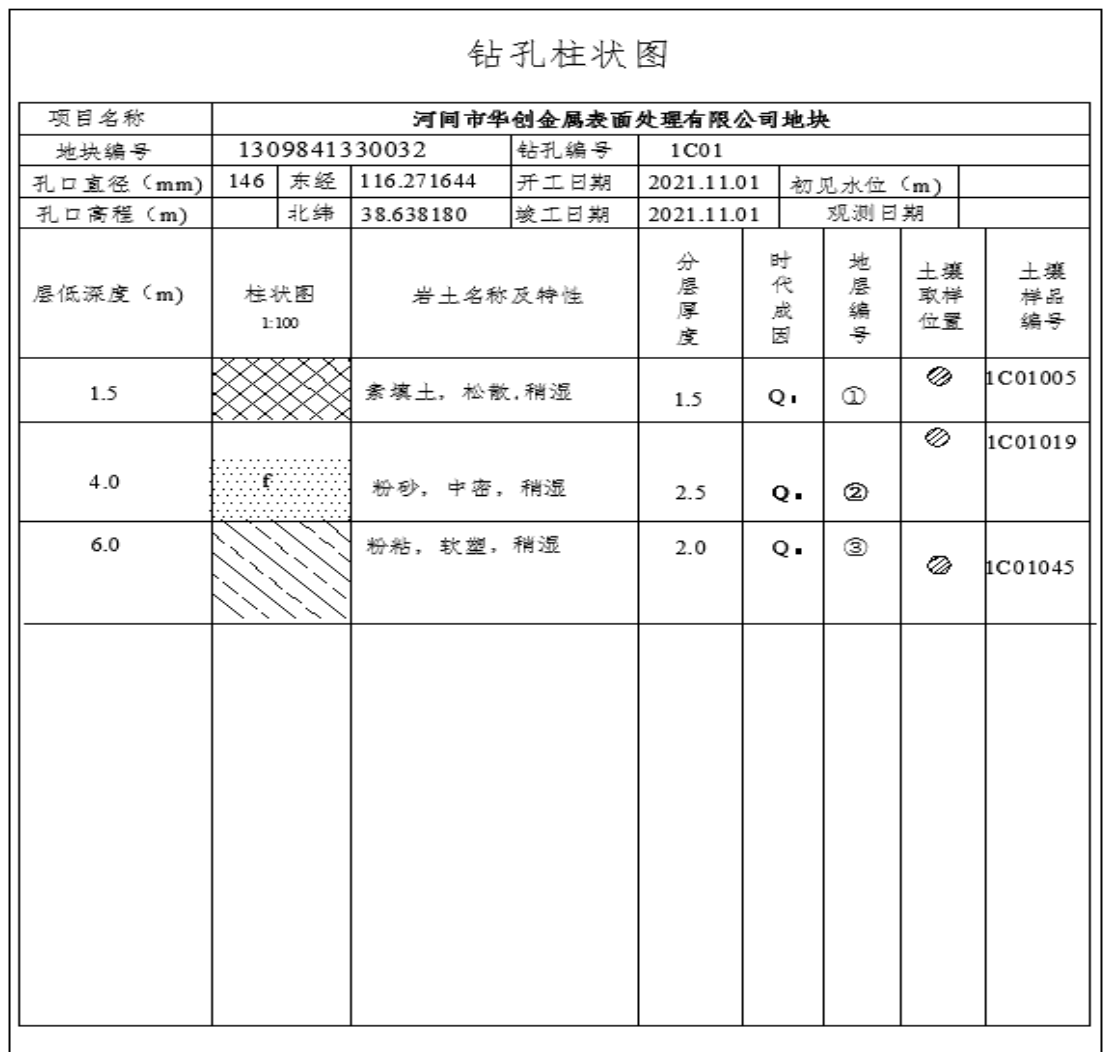 钻孔柱状图
项目名称 河间市华创金属表面处理有限公司地块
地块编号 1309841330032 钻孔编号 1C01
孔口直径（mm） 146 东经 116.271644 开工日期 2021.11.01 初见水位（m）
孔口高程（m） 北纬 38.638180 竣工日期 2021.11.01 观测日期
层低深度（m） 柱状图 1:100 岩土名称及特性 分层厚度 时代成因 地层编号 土壤取样位置 土壤样品编号
1.5 素填土，松散,稍湿 1.5 Q ① 1C01005
4.0 f 粉砂，中密，稍湿 2.5 Q ② 1C01019
6.0 粉粘，软塑，稍湿 2.0 Q ③ 1C01045